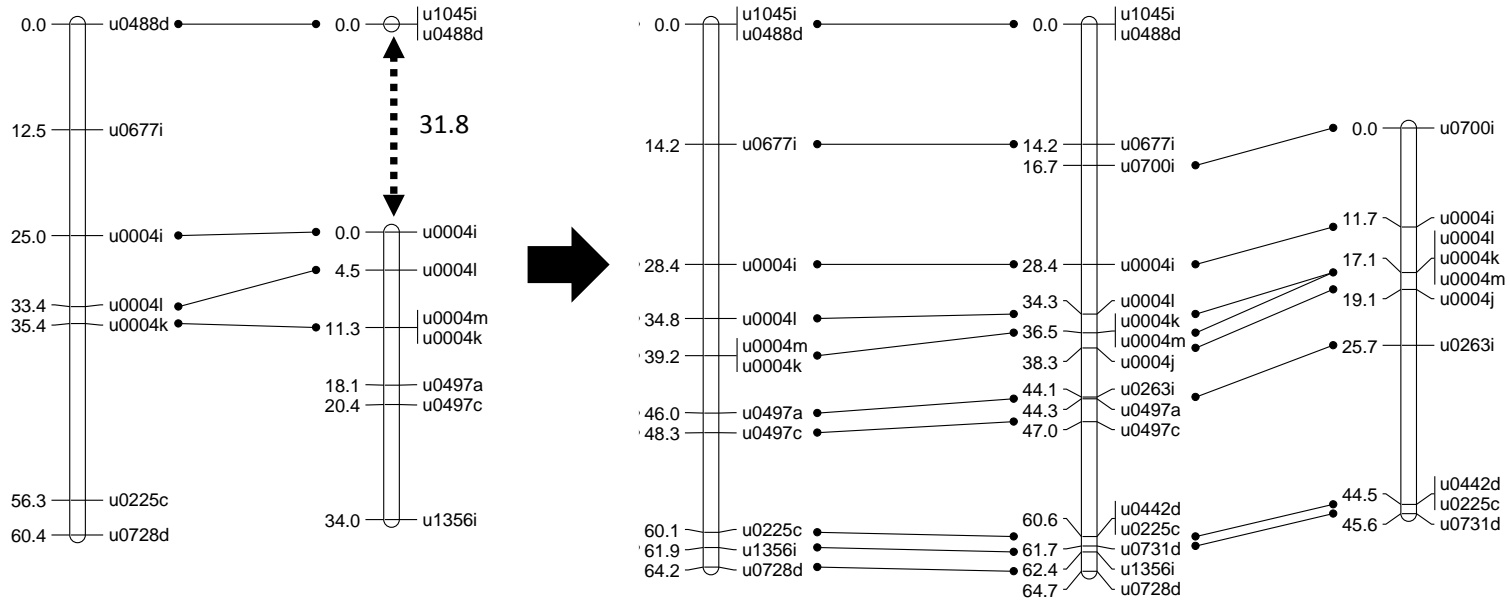 0.0 u0488d
12.5 u0677i
25.0 u0004i
33.4 u0004l
35.4 u0004k
56.3 u0225c
60.4 u0728d
0.0 u1045i
u0488d
31.8
0.0 u0004i
4.5 u0004l
11.3 u0004m
u0004k
18.1 u0497a
20.4 u0497c
34.0 u1356i
0.0 u1045i
u0488d
14.2 u0677i
28.4 u0004i
34.8 u0004l
39.2 u0004m
u0004k
46.0 u0497a
48.3 u0497c
60.1 u0225c
61.9 u1356i
64.2 u0728d
0.0 u1045i
u0488d
14.2 u0677i
16.7 u0700i
28.4 u0004i
34.3 u0004l
36.5 u0004k
u0004m
38.3 u0004j
44.1 u0263i
44.3 u0497a
47.0 u0497c
60.6 u0442d
u0225c
61.7 u0731d
62.4 u1356i
64.7 u0728d
0.0 u0700i
11.7 u0004i
17.1 u0004l
u0004k
u0004m
19.1 u0004j
25.7 u0263i
44.5 u0442d
u0225c
45.6 u0731d